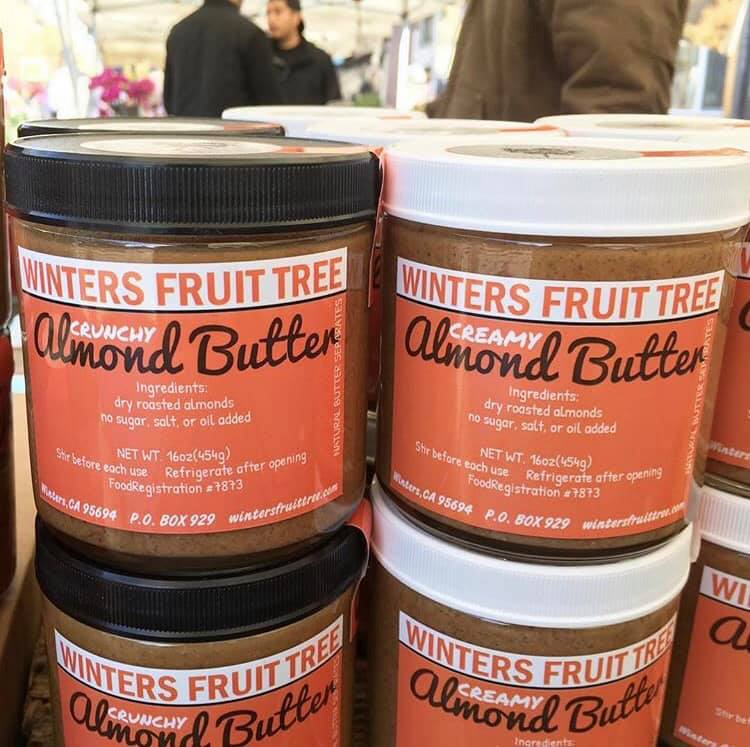 WINTERS FRUIT TREE
CRUNCHY
Almond Butter
NATURAL BUTTER SEPARATES
Ingredients:
dry roasted almonds
no sugar, salt, or oil added
NET WT. 16oz(454g)
Stir before each use Refrigerate after opening
FoodRegistration #7873
Winters, CA 95694 P.O. BOX 929 wintersfruittree.com
WINTERS FRUIT TREE
CREAMY
Almond Butter
NATURAL BUTTER SEPARATES
Ingredients:
dry roasted almonds
no sugar, salt, or oil added
NET WT. 16oz(454g)
Stir before each use Refrigerate after opening
FoodRegistration #7873
Winters, CA 95694 P.O. BOX 929 wintersfruittree.com
Winters
WINTERS FRUIT TREE
CRUNCHY
Almond Butter
WINTERS FRUIT TREE
CREAMY
Almond Butter
Ingredients:
WI
a
Stir be